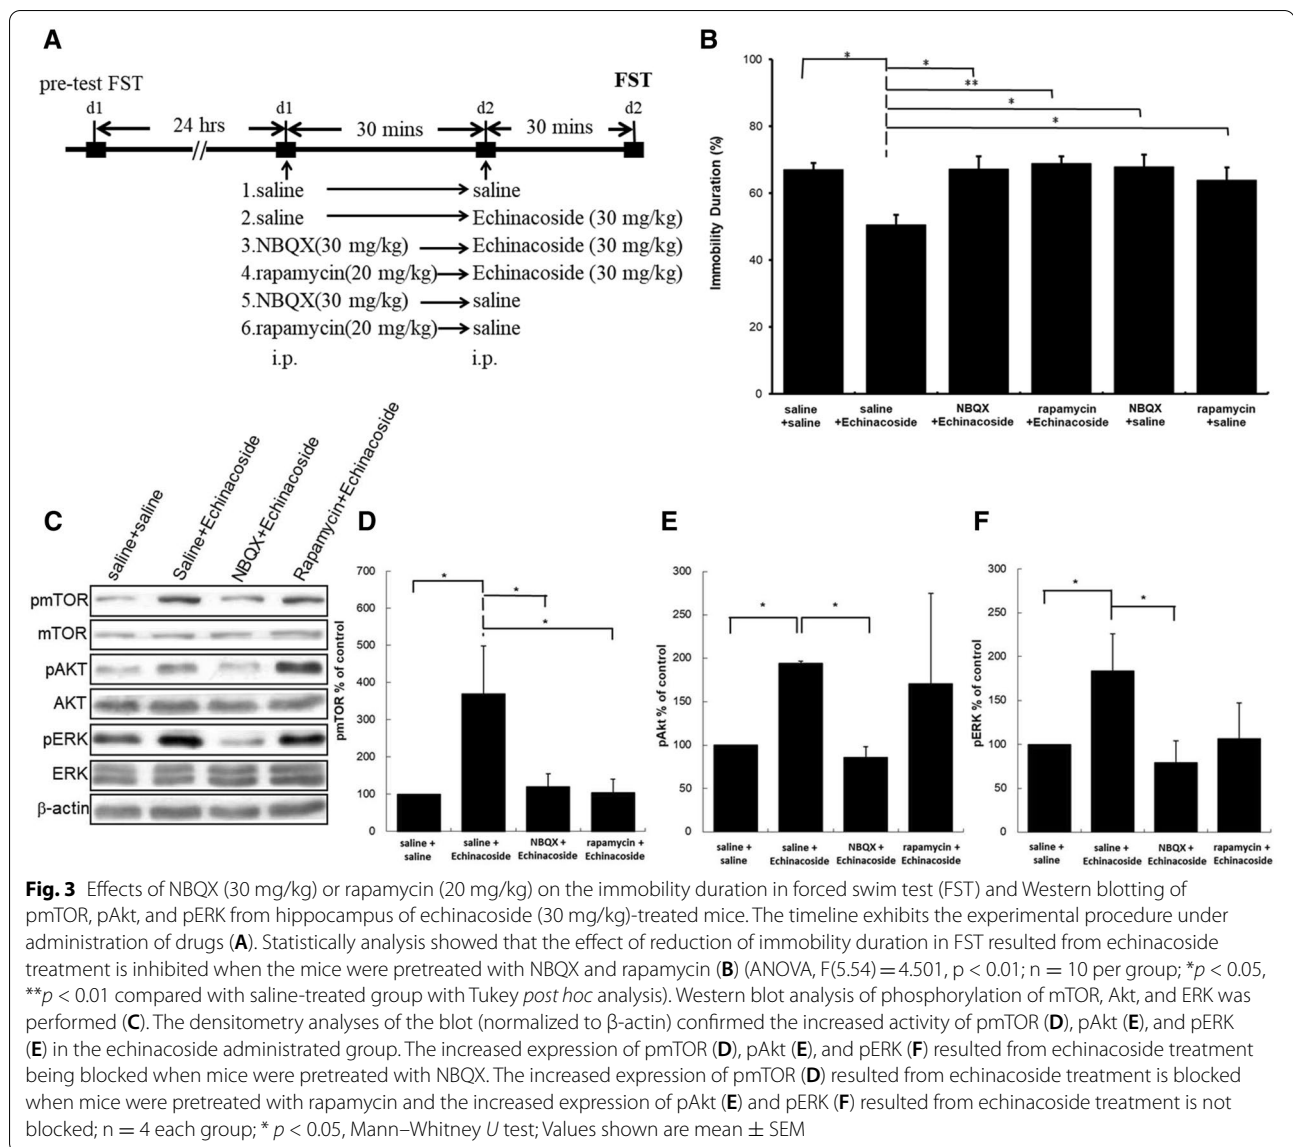 A
pre-test FST
FST
d1
d1
d2
d2
24 hrs
30 mins
30 mins
1.saline
saline
2.saline
Echinacoside (30 mg/kg)
3.NBQX(30 mg/kg)
Echinacoside (30 mg/kg)
4.rapamycin(20 mg/kg)
Echinacoside (30 mg/kg)
5.NBQX(30 mg/kg)
saline
6.rapamycin(20 mg/kg)
saline
i.p.
i.p.
B
Immobility Duration (%)
100
80
60
40
20
0
*
*
**
*
*
saline
+saline
saline
+Echinacoside
NBQX
+Echinacoside
rapamycin
+Echinacoside
NBQX
+saline
rapamycin
+saline
C
saline+saline
Saline+Echinacoside
NBQX+Echinacoside
Rapamycin+Echinacoside
pmTOR
mTOR
pAKT
AKT
pERK
ERK
β-actin
D
pmTOR % of control
700
600
500
400
300
200
100
0
*
*
*
saline +
saline
saline +
Echinacoside
NBQX +
Echinacoside
rapamycin +
Echinacoside
E
pAkt % of control
300
250
200
150
100
50
0
*
*
saline +
saline
saline +
Echinacoside
NBQX +
Echinacoside
rapamycin +
Echinacoside
F
pERK % of control
300
250
200
150
100
50
0
*
*
saline +
saline
saline +
Echinacoside
NBQX +
Echinacoside
rapamycin +
Echinacoside
Fig. 3 Effects of NBQX (30 mg/kg) or rapamycin (20 mg/kg) on the immobility duration in forced swim test (FST) and Western blotting of
pmTOR, pAkt, and pERK from hippocampus of echinacoside (30 mg/kg)-treated mice. The timeline exhibits the experimental procedure under
administration of drugs (A). Statistically analysis showed that the effect of reduction of immobility duration in FST resulted from echinacoside
treatment is inhibited when the mice were pretreated with NBQX and rapamycin (B) (ANOVA, F(5.54) = 4.501, p < 0.01; n = 10 per group; *p < 0.05,
**p < 0.01 compared with saline-treated group with Tukey post hoc analysis). Western blot analysis of phosphorylation of mTOR, Akt, and ERK was
performed (C). The densitometry analyses of the blot (normalized to β-actin) confirmed the increased activity of pmTOR (D), pAkt (E), and pERK
(E) in the echinacoside administrated group. The increased expression of pmTOR (D), pAkt (E), and pERK (F) resulted from echinacoside treatment
being blocked when mice were pretreated with NBQX. The increased expression of pmTOR (D) resulted from echinacoside treatment is blocked
when mice were pretreated with rapamycin and the increased expression of pAkt (E) and pERK (F) resulted from echinacoside treatment is not
blocked; n = 4 each group; * p < 0.05, Mann–Whitney U test; Values shown are mean ± SEM